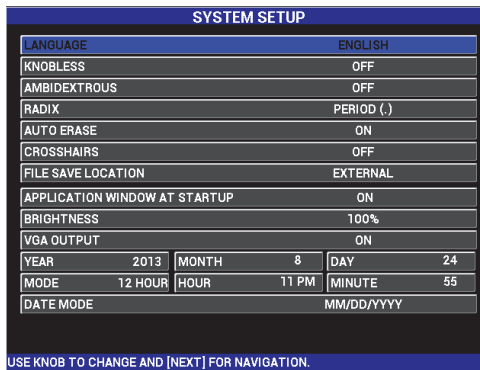 SYSTEM SETUP
LANGUAGE ENGLISH
KNOBLESS OFF
AMBIDEXTROUS OFF
RADIX PERIOD (.)
AUTO ERASE ON
CROSSHAIRS OFF
FILE SAVE LOCATION EXTERNAL
APPLICATION WINDOW AT STARTUP ON
BRIGHTNESS 100%
VGA OUTPUT ON
YEAR 2013 MONTH 8 DAY 24
MODE 12 HOUR HOUR 11 PM MINUTE 55
DATE MODE MM/DD/YYYY
USE KNOB TO CHANGE AND [NEXT] FOR NAVIGATION.